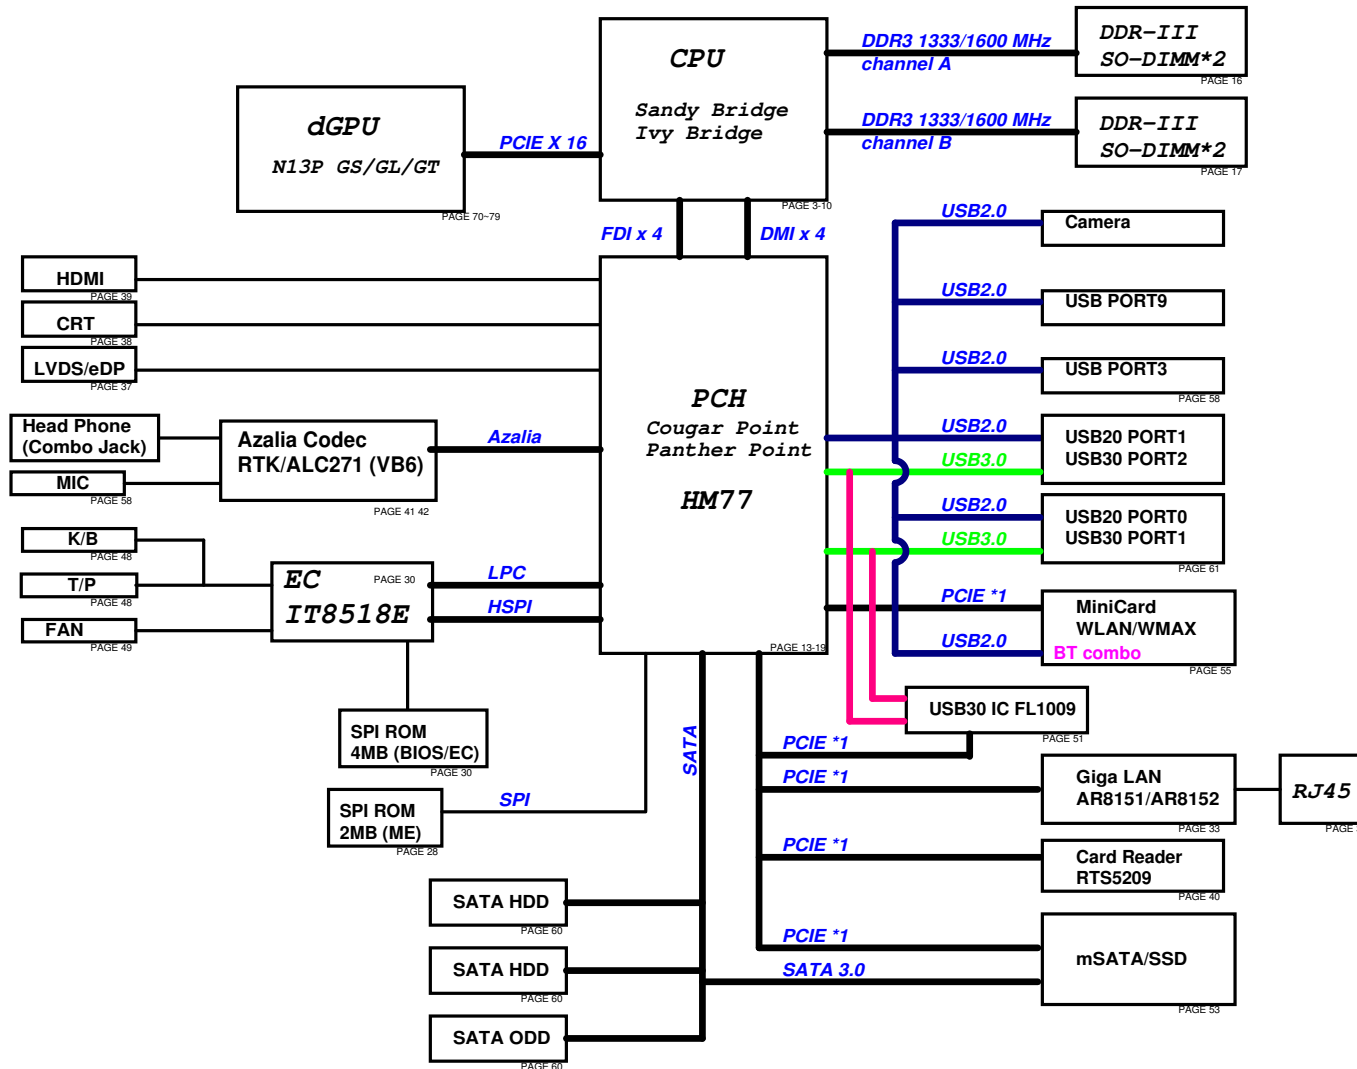 CPU
Sandy Bridge
Ivy Bridge
PAGE 3-10
DDR3 1333/1600 MHz
channel A
DDR-III
SO-DIMM*2
PAGE 16
DDR3 1333/1600 MHz
channel B
DDR-III
SO-DIMM*2
PAGE 17
dGPU
N13P GS/GL/GT
PAGE 70~79
PCIE X 16
FDI x 4
DMI x 4
HDMI
PAGE 39
CRT
PAGE 38
LVDS/eDP
PAGE 37
Head Phone
(Combo Jack)
MIC
PAGE 58
Azalia Codec
RTK/ALC271 (VB6)
PAGE 41 42
Azalia
K/B
PAGE 48
T/P
PAGE 48
FAN
PAGE 49
EC
PAGE 30
IT8518E
LPC
HSPI
PCH
Cougar Point
Panther Point
HM77
PAGE 13-19
USB2.0
Camera
USB2.0
USB PORT9
USB2.0
USB PORT3
PAGE 58
USB2.0
USB3.0
USB20 PORT1
USB30 PORT2
USB2.0
USB3.0
USB20 PORT0
USB30 PORT1
PAGE 61
PCIE *1
USB2.0
MiniCard
WLAN/WMAX
BT combo
PAGE 55
USB30 IC FL1009
PAGE 51
PCIE *1
PCIE *1
Giga LAN
AR8151/AR8152
PAGE 33
RJ45
PAGE
PCIE *1
Card Reader
RTS5209
PAGE 40
PCIE *1
SATA 3.0
mSATA/SSD
PAGE 53
SPI ROM
4MB (BIOS/EC)
PAGE 30
SPI ROM
2MB (ME)
PAGE 28
SPI
SATA
SATA HDD
PAGE 60
SATA HDD
PAGE 60
SATA ODD
PAGE 60